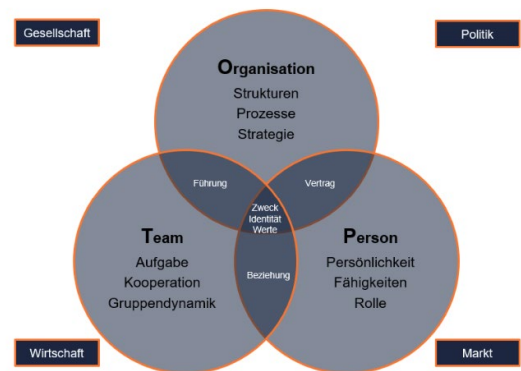 Gesellschaft
Politik
Organisation
Strukturen
Prozesse
Strategie
Führung
Vertrag
Zweck
Identität
Werte
Team
Aufgabe
Kooperation
Gruppendynamik
Beziehung
Person
Persönlichkeit
Fähigkeiten
Rolle
Wirtschaft
Markt